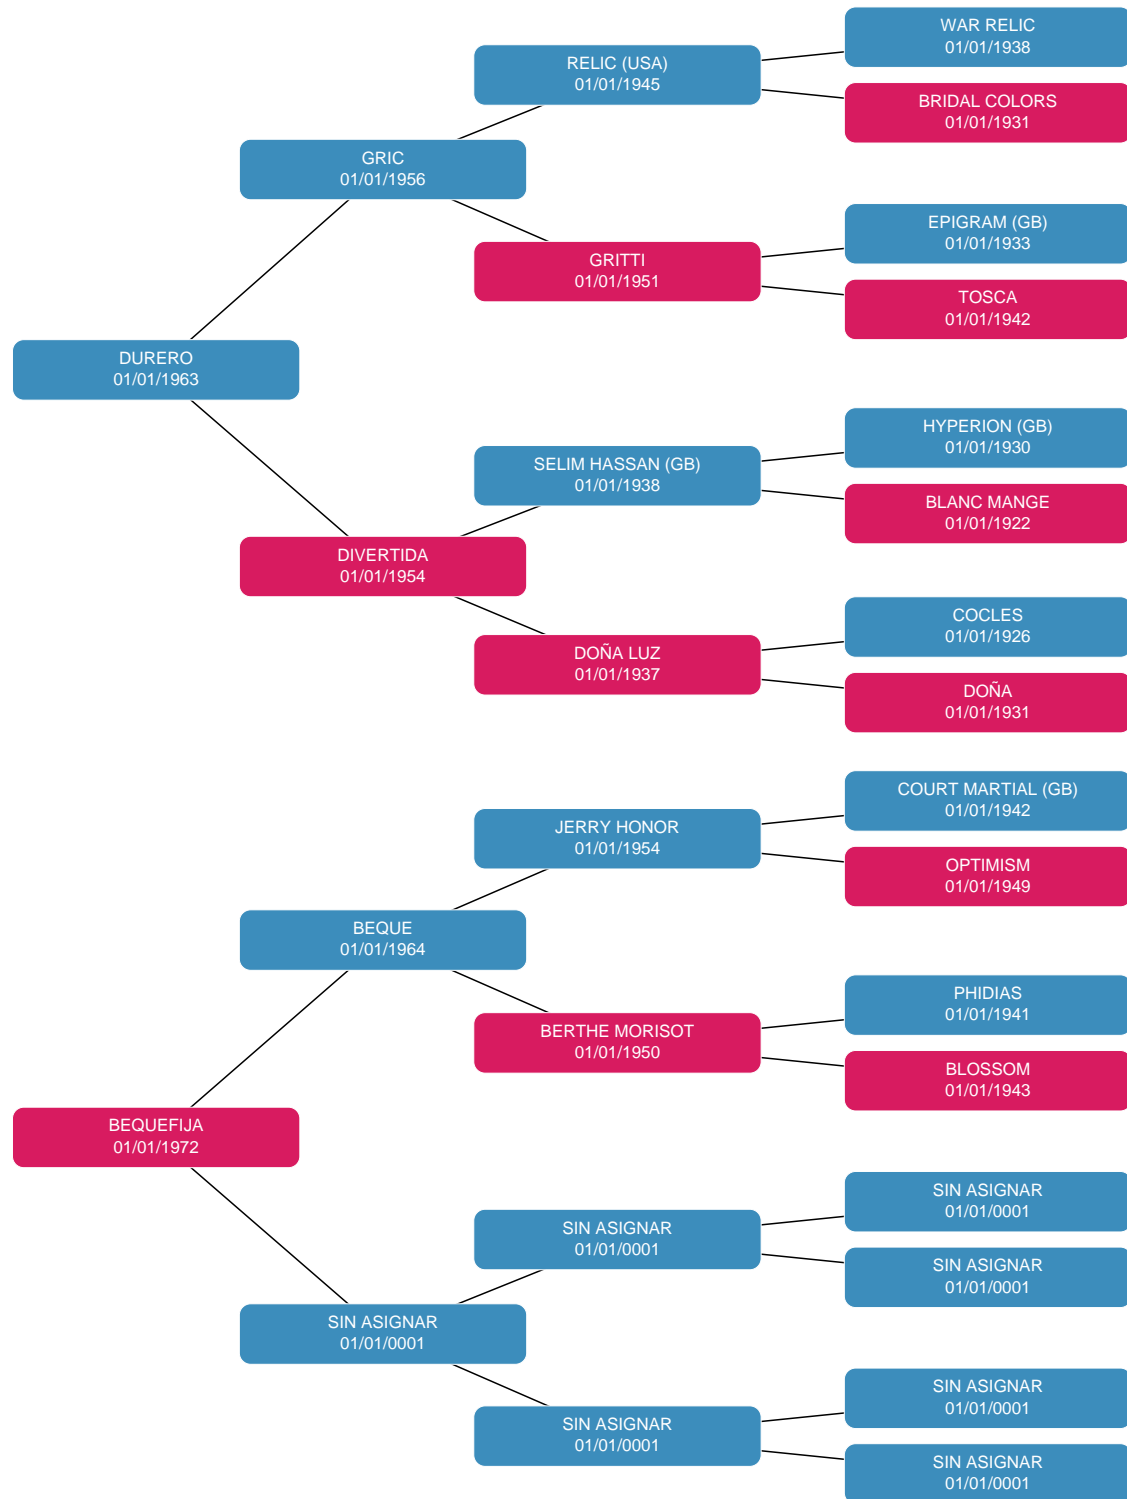 WAR RELIC
01/01/1938
RELIC (USA)
01/01/1945
BRIDAL COLORS
01/01/1931
GRIC
01/01/1956
EPIGRAM (GB)
01/01/1933
GRITTI
01/01/1951
TOSCA
01/01/1942
DURERO
01/01/1963
HYPERION (GB)
01/01/1930
SELIM HASSAN (GB)
01/01/1938
BLANC MANGE
01/01/1922
DIVERTIDA
01/01/1954
COCLES
01/01/1926
DOÑA LUZ
01/01/1937
DOÑA
01/01/1931
COURT MARTIAL (GB)
01/01/1942
JERRY HONOR
01/01/1954
OPTIMISM
01/01/1949
BEQUE
01/01/1964
PHIDIAS
01/01/1941
BERTHE MORISOT
01/01/1950
BLOSSOM
01/01/1943
BEQUEFIJA
01/01/1972
SIN ASIGNAR
01/01/0001
SIN ASIGNAR
01/01/0001
SIN ASIGNAR
01/01/0001
SIN ASIGNAR
01/01/0001
SIN ASIGNAR
01/01/0001
SIN ASIGNAR
01/01/0001
SIN ASIGNAR
01/01/0001